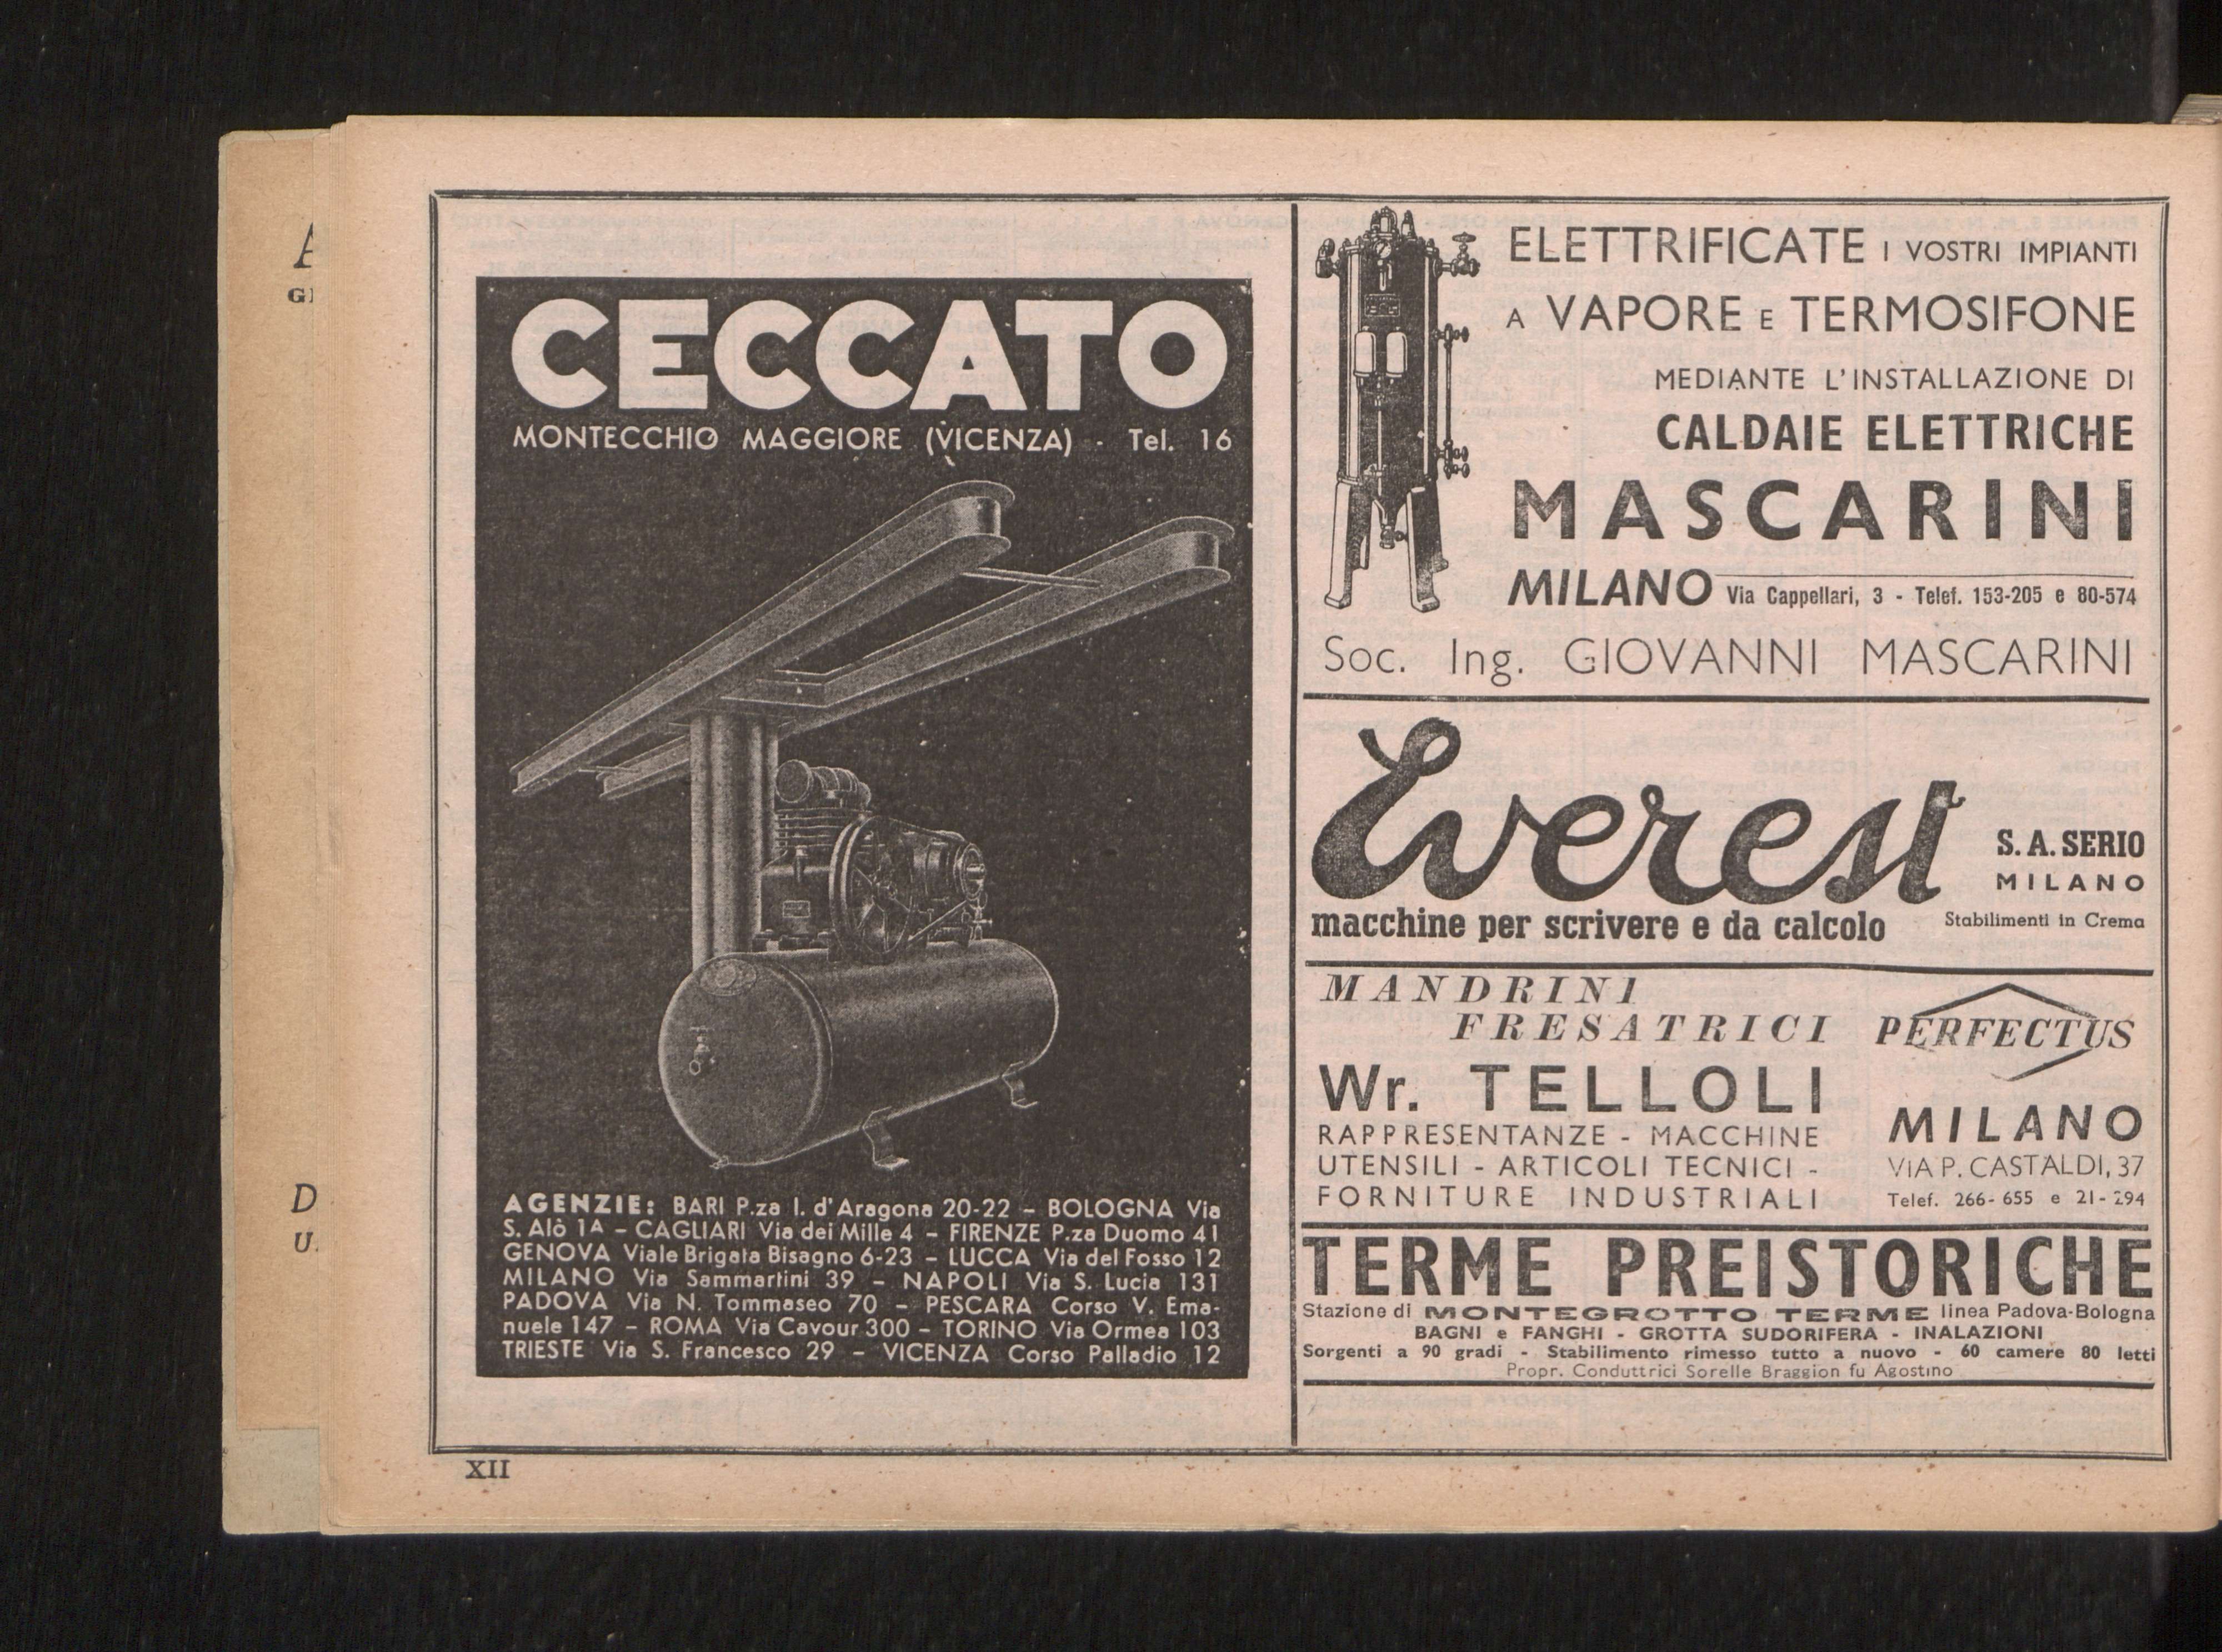 CECCATO
MONTECCHIO MAGGIORE (VICENZA) - Tel. 16
AGENZIE: BARI P.za I. d'Aragona 20-22 – BOLOGNA Via
S. Alò 1A – CAGLIARI Via dei Mille 4 – FIRENZE P.za Duomo 41
GENOVA Viale Brigata Bisagno 6-23 – LUCCA Via del Fosso 12
MILANO Via Sammartini 39 – NAPOLI Via S. Lucia 131
PADOVA Via N. Tommaseo 70 – PESCARA Corso V. Ema-
nuele 147 – ROMA Via Cavour 300 – TORINO Via Ormea 103
TRIESTE Via S. Francesco 29 – VICENZA Corso Palladio 12
ELETTRIFICATE I VOSTRI IMPIANTI
A VAPORE E TERMOSIFONE
MEDIANTE L'INSTALLAZIONE DI
CALDAIE ELETTRICHE
MASCARINI
MILANO Via Cappellari, 3 - Telef. 153-205 e 80-574
Soc. Ing. GIOVANNI MASCARINI
Everest
S. A. SERIO
MILANO
macchine per scrivere e da calcolo
Stabilimenti in Crema
MANDRINI
FRESATRICI
PERFECTUS
Wr. TELLOLI
RAPPRESENTANZE - MACCHINE
UTENSILI - ARTICOLI TECNICI -
FORNITURE INDUSTRIALI
MILANO
VIA P. CASTALDI, 37
Telef. 266-655 e 21-294
TERME PREISTORICHE
Stazione di MONTEGROTTO TERME linea Padova-Bologna
BAGNI e FANGHI - GROTTA SUDORIFERA - INALAZIONI
Sorgenti a 90 gradi - Stabilimento rimesso tutto a nuovo - 60 camere 80 letti
Propr. Conduttrici Sorelle Braggion fu Agostino
XII